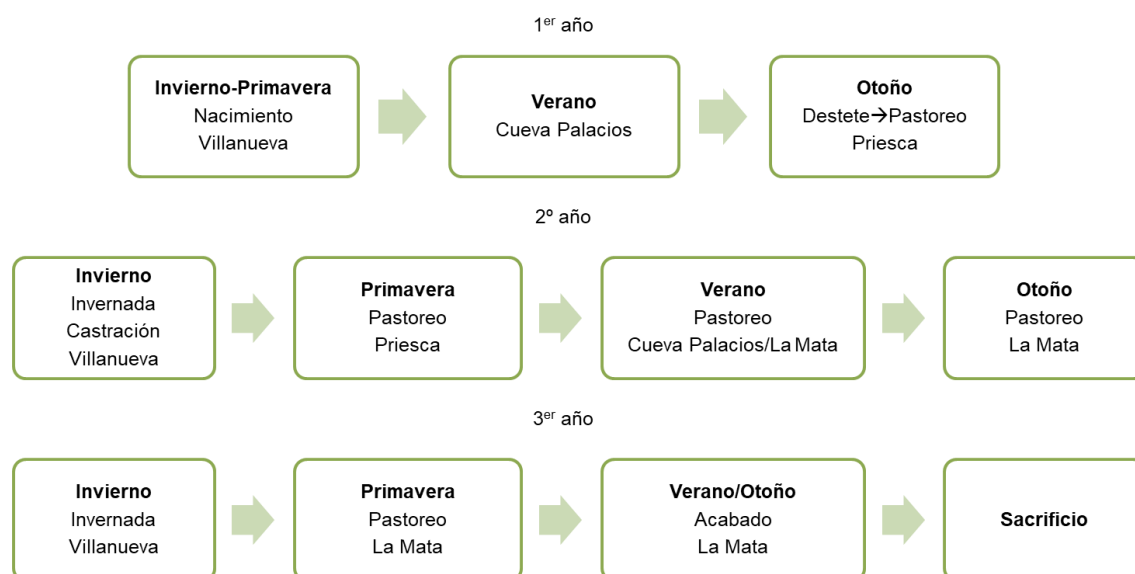 1er año
Invierno-Primavera
Nacimiento
Villanueva
Verano
Cueva Palacios
Otoño
Destete→Pastoreo
Priesca
2º año
Invierno
Invernada
Castración
Villanueva
Primavera
Pastoreo
Priesca
Verano
Pastoreo
Cueva Palacios/La Mata
Otoño
Pastoreo
La Mata
3er año
Invierno
Invernada
Villanueva
Primavera
Pastoreo
La Mata
Verano/Otoño
Acabado
La Mata
Sacrificio